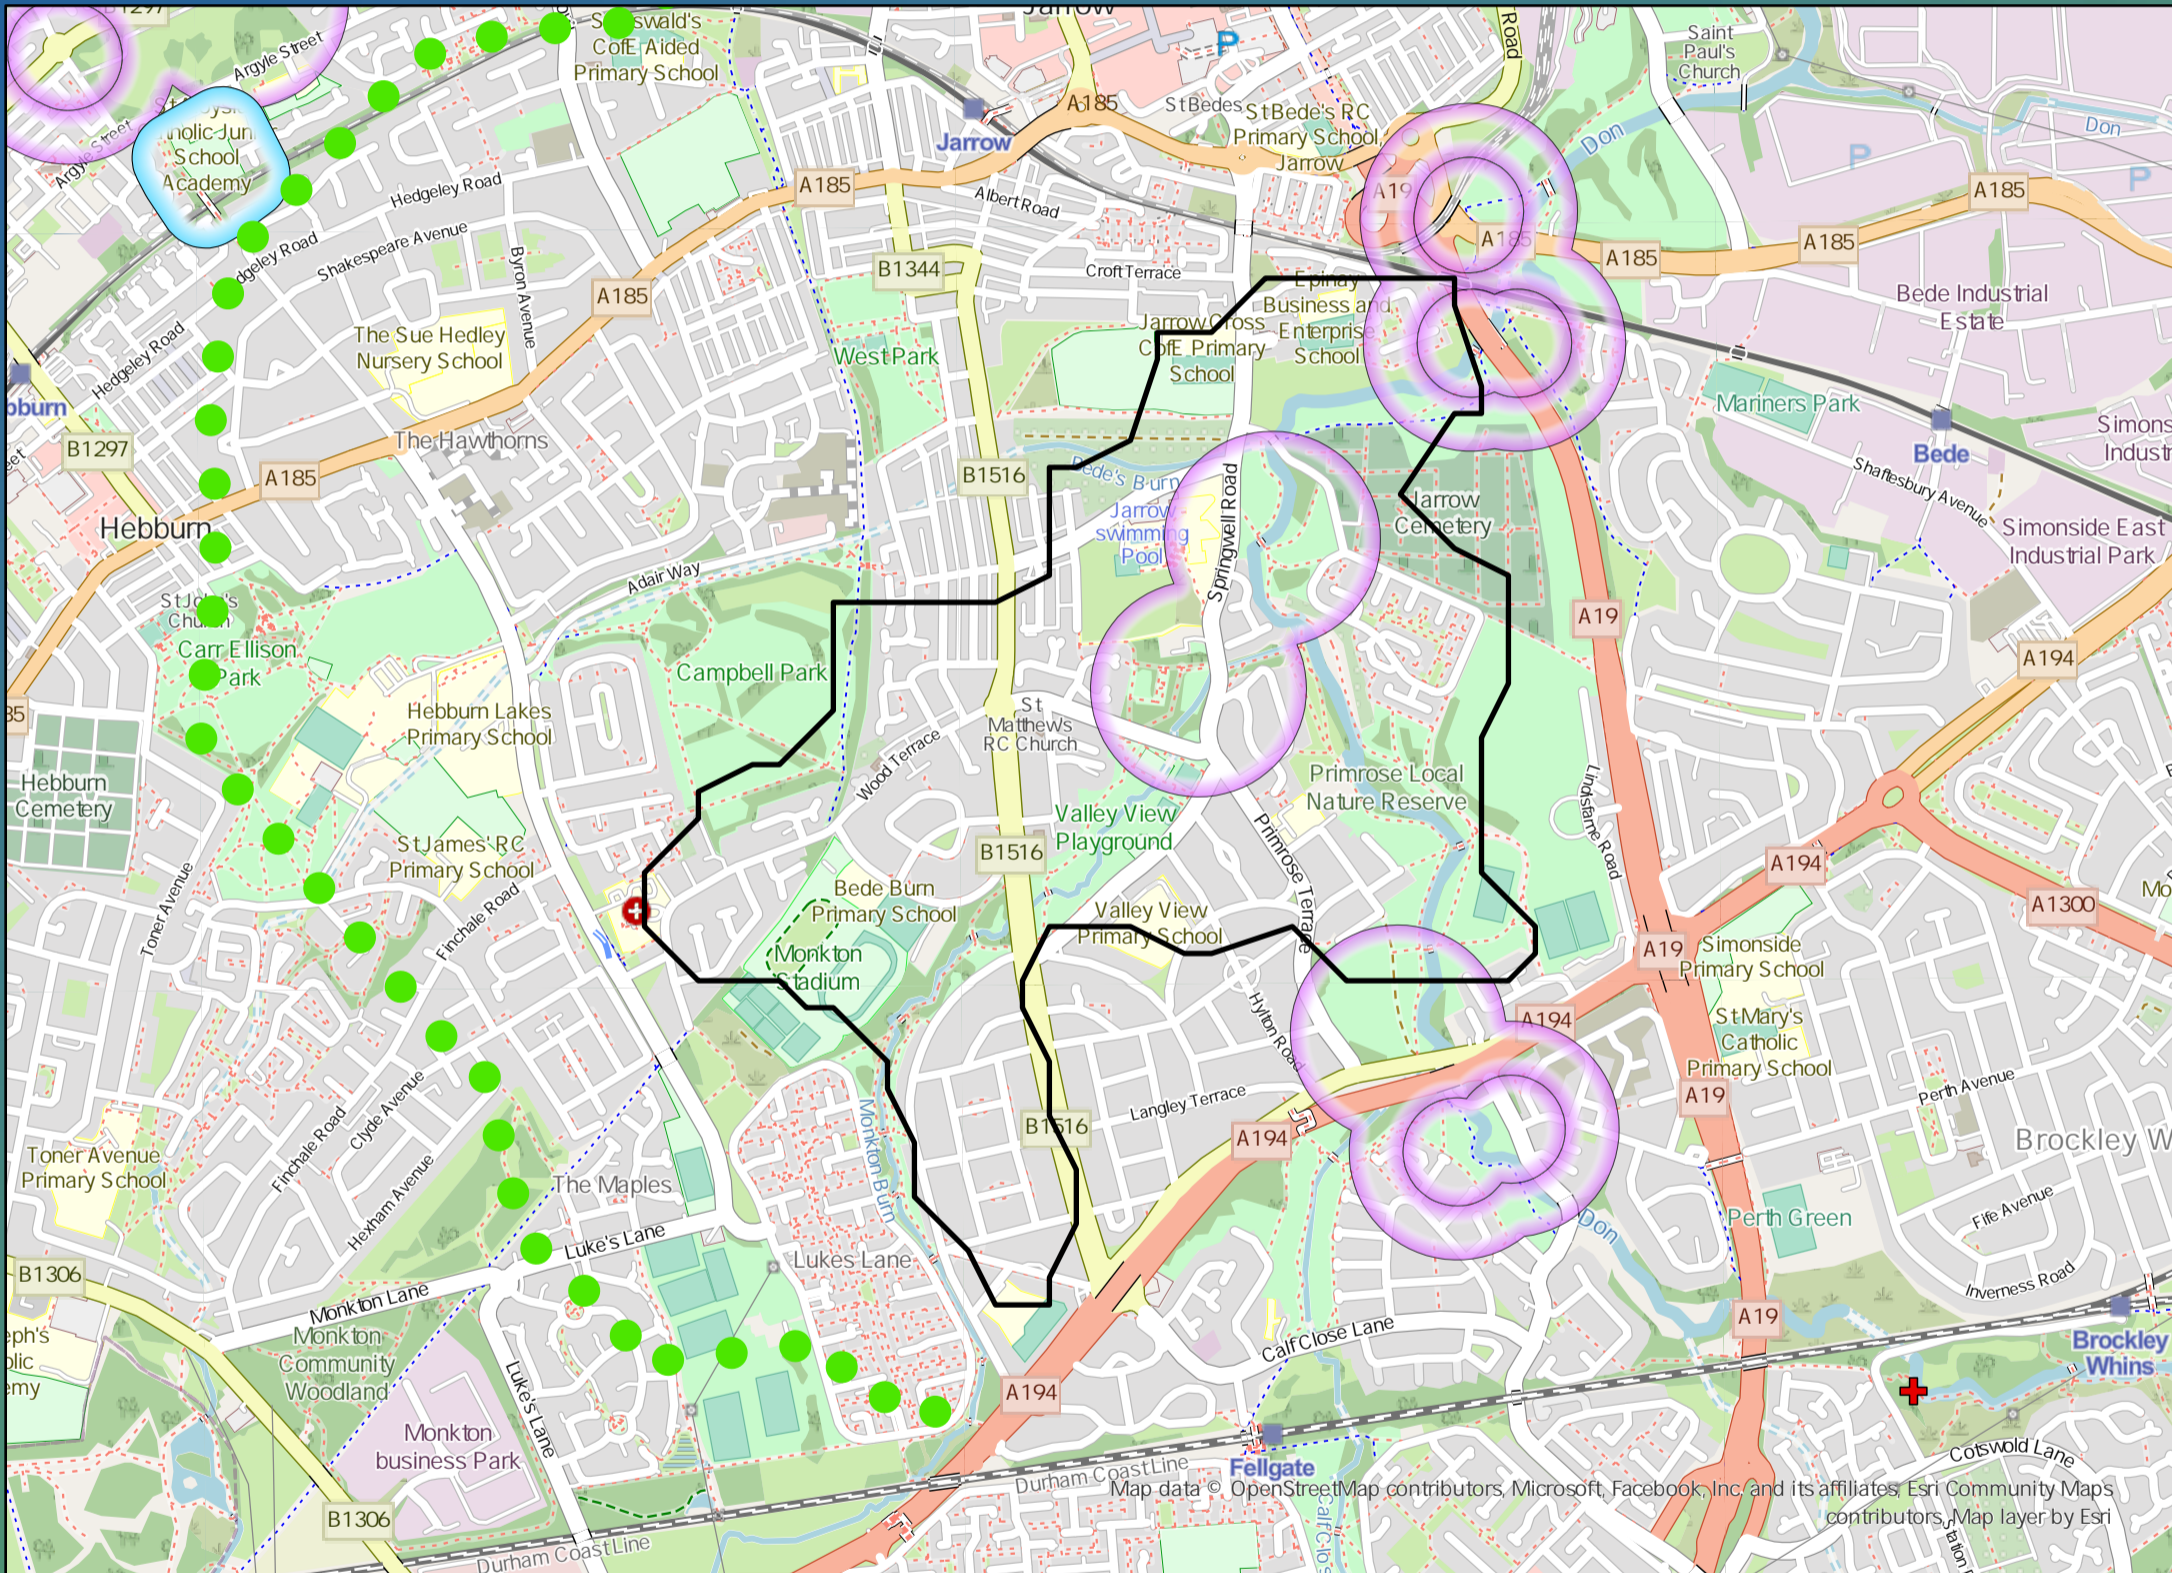 B1297
Jarrow
Road
Argyle Street
St Oswald's
CofE Aided
Primary School
Saint
Paul's
Church
A185
St Bedes
St Bede's RC
Primary School,
Jarrow
Jarrow
Don
Don
Argyle Street
School
Academy
Hedgeley Road
A185
Albert Road
A19
A185
A185
A185
A185
Shakespeare Avenue
Byron Avenue
B1344
Croft Terrace
A185
Epinay
Business and
Enterprise
School
Jarrow Cross
CofE Primary
School
Bede Industrial
Estate
The Sue Hedley
Nursery School
West Park
Hedgeley Road
Mariners Park
Bede
The Hawthorns
B1297
A185
B1516
Bede's Burn
Jarrow
swimming
Pool
Springwell Road
Jarrow
Cemetery
Shaftesbury Avenue
Hebburn
Simonside East
Industrial Park
Adair Way
St John's
Church
Carr Ellison
Park
Campbell Park
A19
A194
Hebburn Lakes
Primary School
St
Matthew's
RC Church
Wood Terrace
Hebburn
Cemetery
Primrose Local
Nature Reserve
Valley View
Playground
Lindisfarne Road
St James' RC
Primary School
B1516
Primrose Terrace
A194
Toner Avenue
Finchale Road
Bede Burn
Primary School
Valley View
Primary School
A1300
Monkton
Stadium
A19
Simonside
Primary School
Hylton Road
A194
St Mary's
Catholic
Primary School
Clyde Avenue
Finchale Road
Hexham Avenue
Monkton Burn
Langley Terrace
B1516
A194
A19
Perth Avenue
Brockley W
Toner Avenue
Primary School
The Maples
Luke's Lane
Lukes Lane
Don
Perth Green
Fife Avenue
B1306
Monkton Lane
Inverness Road
Monkton
Community
Woodland
Calf Close Lane
A19
Brockley
Whins
Luke's Lane
A194
Monkton
business Park
Fellgate
Cotswold Lane
Durham Coast Line
Map data © OpenStreetMap contributors, Microsoft, Facebook, Inc. and its affiliates, Esri Community Maps
contributors, Map layer by Esri
B1306
Durham Coast Line